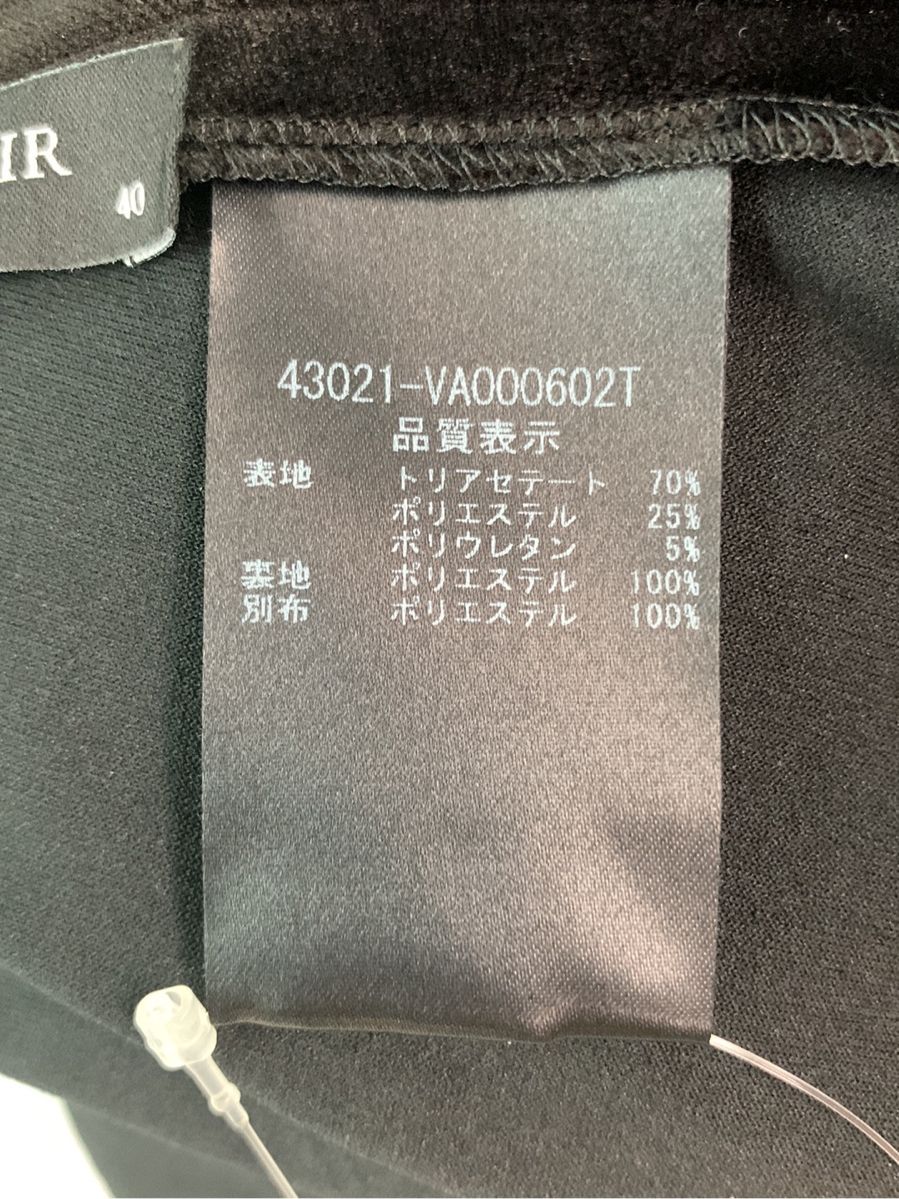 IR
40
43021-VA000602T
品質表示
表地 トリアセテート 70%
ポリエステル 25%
ポリウレタン 5%
裏地 ポリエステル 100%
別布 ポリエステル 100%